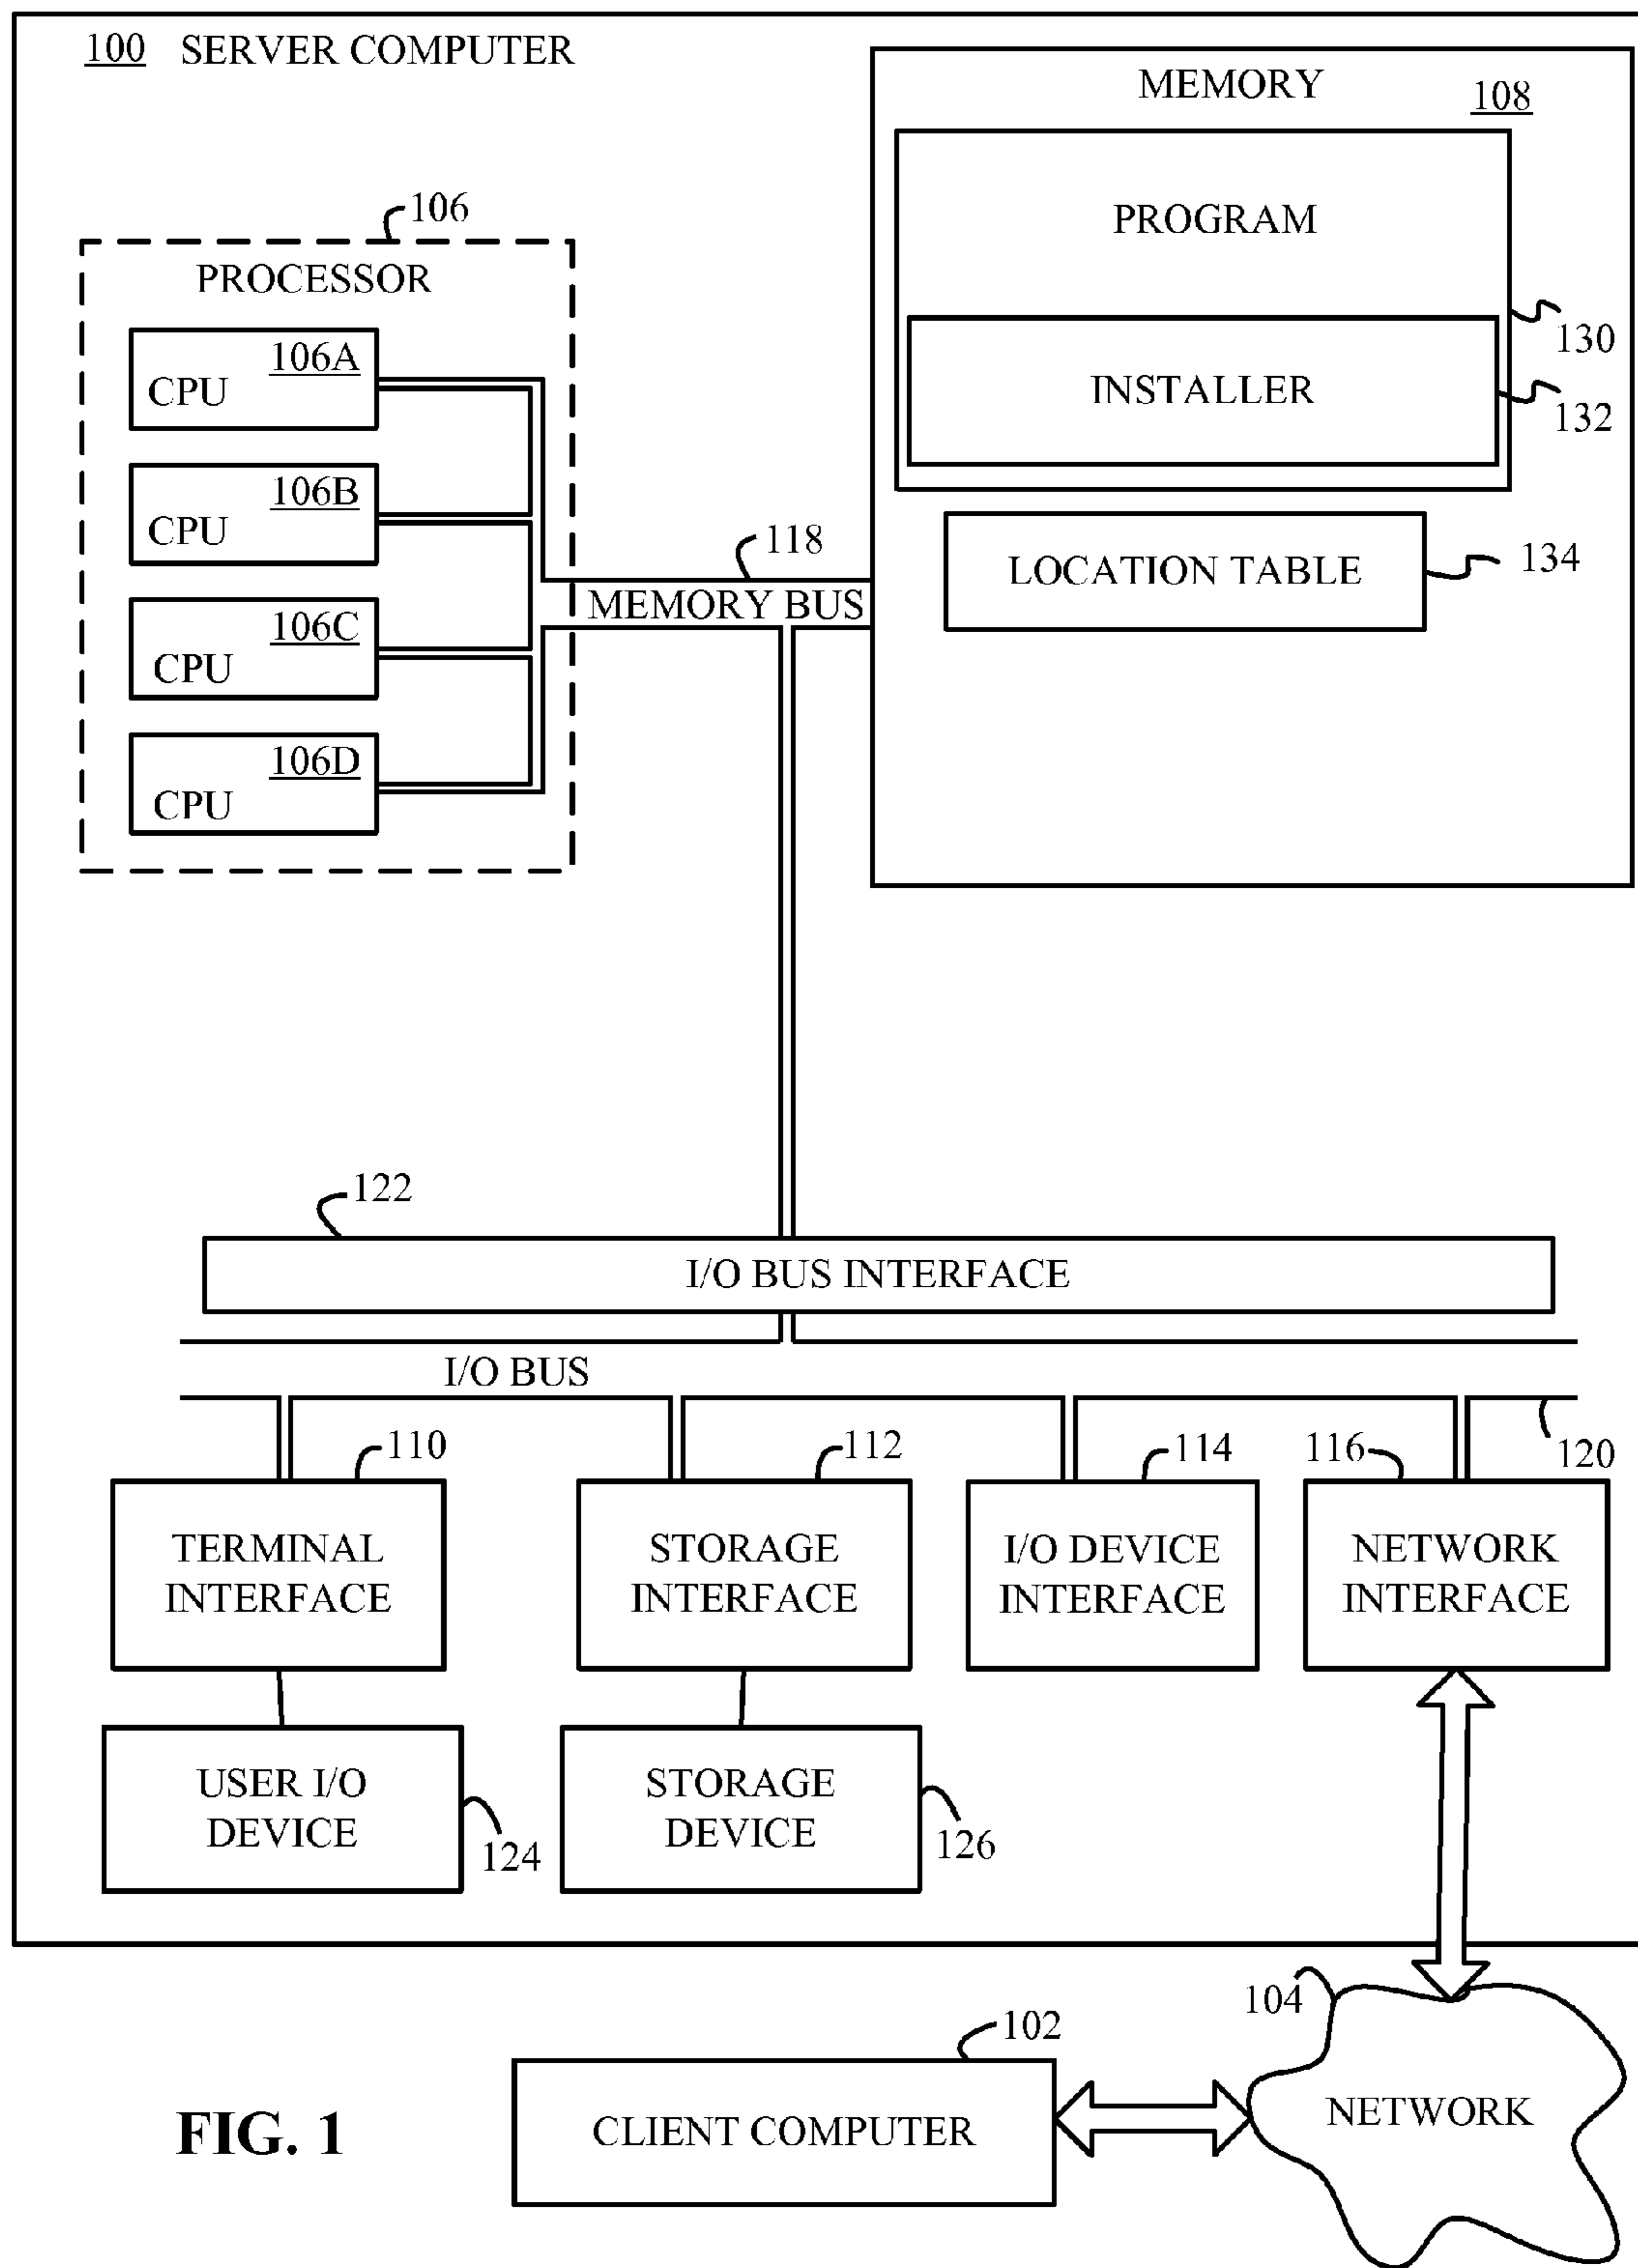 100 SERVER COMPUTER
MEMORY
108
PROGRAM
130
INSTALLER
132
LOCATION TABLE
134
106
PROCESSOR
106A
CPU
106B
CPU
106C
CPU
106D
CPU
118
MEMORY BUS
122
I/O BUS INTERFACE
I/O BUS
120
110
TERMINAL
INTERFACE
112
STORAGE
INTERFACE
114
I/O DEVICE
INTERFACE
116
NETWORK
INTERFACE
USER I/O
DEVICE
124
STORAGE
DEVICE
126
104
NETWORK
102
CLIENT COMPUTER
FIG. 1